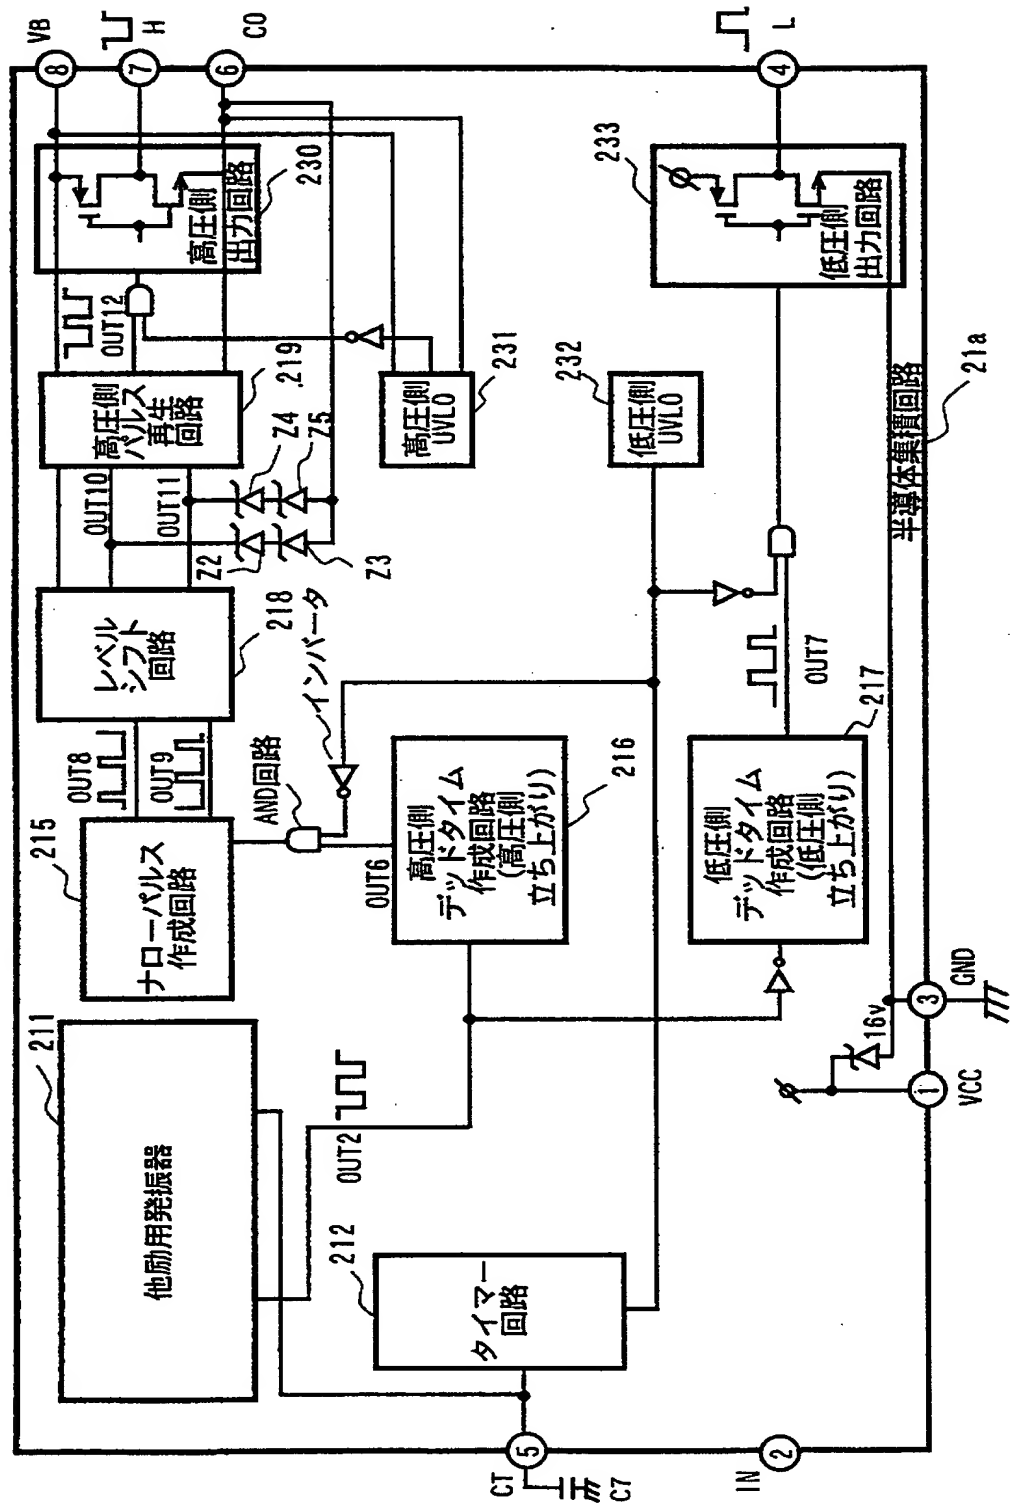 211
他励用発振器
215
ナローパルス
作成回路
OUT8
OUT9
レベル
シフト
回路
218
OUT10
OUT11
Z2
Z3
Z4
Z5
高圧側
パルス
再生
回路
219
OUT12
高圧側
出力回路
230
VB
8
H
7
CO
6
高圧側
UVLO
231
AND回路
インバータ
OUT6
高圧側
デッドタイム
作成回路
(高圧側
立ち上がり)
216
OUT2
212
タイマー
回路
CT
5
C7
IN
2
232
低圧側
UVLO
低圧側
デッドタイム
作成回路
(低圧側
立ち上がり)
217
OUT7
233
低圧側
出力回路
4
L
半導体集積回路
21a
16v
1
VCC
3
GND